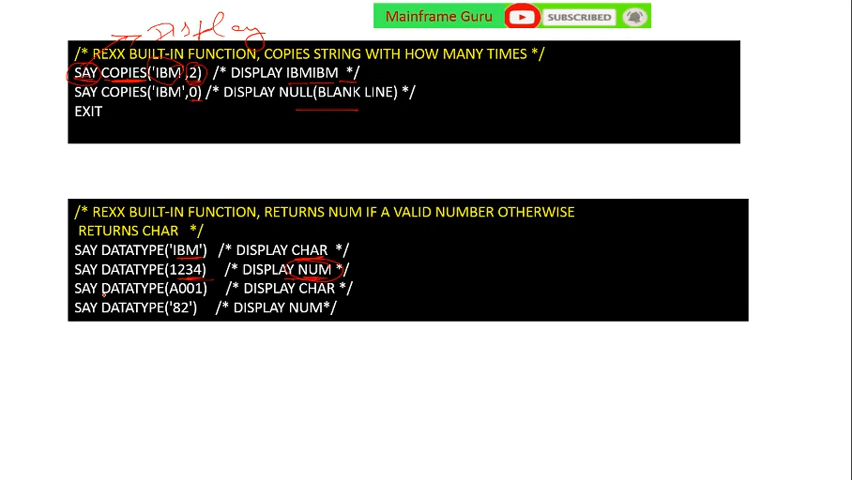 Display
Mainframe Guru SUBSCRIBED
/* REXX BUILT-IN FUNCTION, COPIES STRING WITH HOW MANY TIMES */
SAY COPIES('IBM',2) /* DISPLAY IBMIBM */
SAY COPIES('IBM',0) /* DISPLAY NULL(BLANK LINE) */
EXIT
/* REXX BUILT-IN FUNCTION, RETURNS NUM IF A VALID NUMBER OTHERWISE
RETURNS CHAR */
SAY DATATYPE('IBM') /* DISPLAY CHAR */
SAY DATATYPE(1234) /* DISPLAY NUM */
SAY DATATYPE(A001) /* DISPLAY CHAR */
SAY DATATYPE('82') /* DISPLAY NUM*/